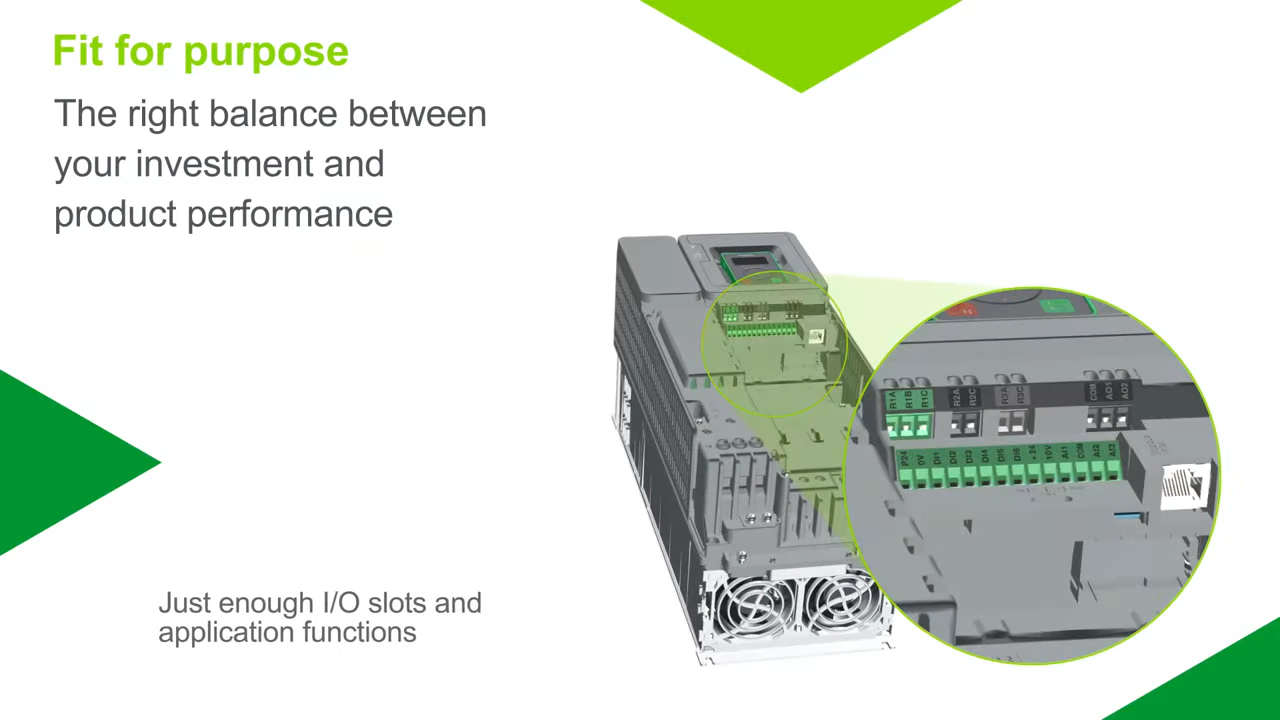 Fit for purpose
The right balance between
your investment and
product performance
R1A R1B R1C R2A R2C R3A R3C COM AO1 AO2
P24 0V DI1 DI2 DI3 DI4 DI5 DI6 +24 10V AI1 COM AI2 AI3
Just enough I/O slots and
application functions